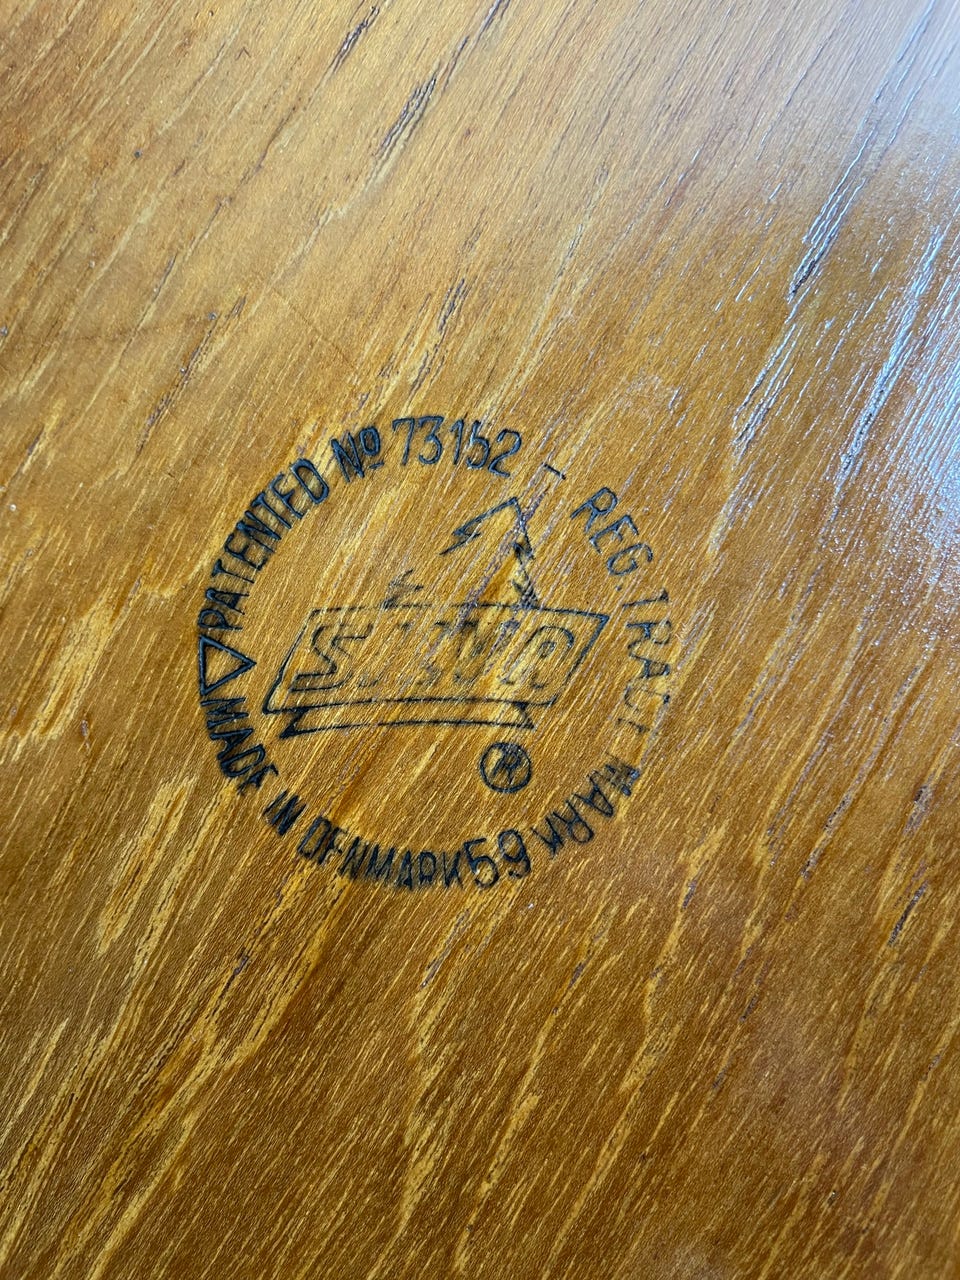 PATENTED № 73152 - REG TRADE MARK 59
MADE IN DENMARK
®